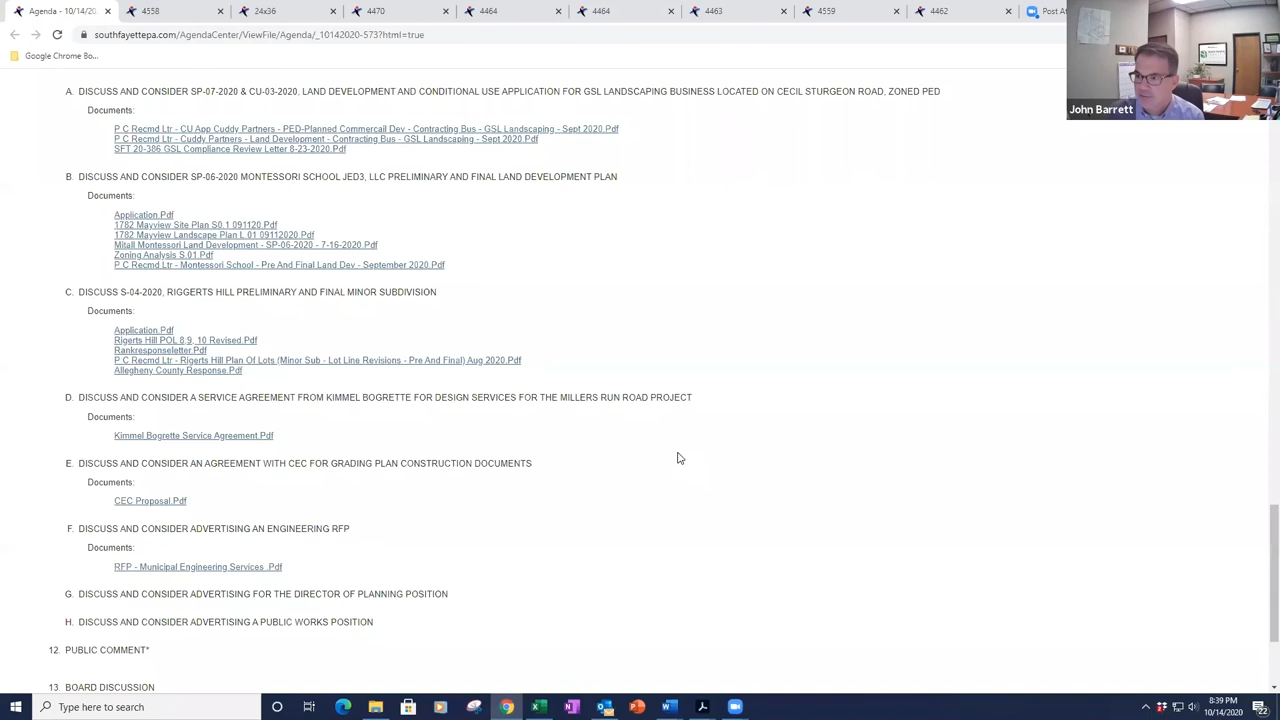 Agenda - 10/14/20
4558
24x36
4470
4464
4464
4463
4559
4462
Post At
southfayettepa.com/AgendaCenter/ViewFile/Agenda/_10142020-573?html=true
Google Chrome Bo...
John Barrett
A. DISCUSS AND CONSIDER SP-07-2020 & CU-03-2020, LAND DEVELOPMENT AND CONDITIONAL USE APPLICATION FOR GSL LANDSCAPING BUSINESS LOCATED ON CECIL STURGEON ROAD, ZONED PED
Documents:
P C Recmd Ltr - CU App Cuddy Partners - PED-Planned Commercail Dev - Contracting Bus - GSL Landscaping - Sept 2020.Pdf
P C Recmd Ltr - Cuddy Partners - Land Development - Contracting Bus - GSL Landscaping - Sept 2020.Pdf
SFT 20-386 GSL Compliance Review Letter 8-23-2020.Pdf
B. DISCUSS AND CONSIDER SP-06-2020 MONTESSORI SCHOOL JED3, LLC PRELIMINARY AND FINAL LAND DEVELOPMENT PLAN
Documents:
Application.Pdf
1782 Mayview Site Plan S0.1 091120.Pdf
1782 Mayview Landscape Plan L 01 09112020.Pdf
Mitall Montessori Land Development - SP-06-2020 - 7-16-2020.Pdf
Zoning Analysis S.01.Pdf
P C Recmd Ltr - Montessori School - Pre And Final Land Dev - September 2020.Pdf
C. DISCUSS S-04-2020, RIGGERTS HILL PRELIMINARY AND FINAL MINOR SUBDIVISION
Documents:
Application.Pdf
Rigerts Hill POL 8,9, 10 Revised.Pdf
Rankresponseletter.Pdf
P C Recmd Ltr - Rigerts Hill Plan Of Lots (Minor Sub - Lot Line Revisions - Pre And Final) Aug 2020.Pdf
Allegheny County Response.Pdf
D. DISCUSS AND CONSIDER A SERVICE AGREEMENT FROM KIMMEL BOGRETTE FOR DESIGN SERVICES FOR THE MILLERS RUN ROAD PROJECT
Documents:
Kimmel Bogrette Service Agreement.Pdf
E. DISCUSS AND CONSIDER AN AGREEMENT WITH CEC FOR GRADING PLAN CONSTRUCTION DOCUMENTS
Documents:
CEC Proposal.Pdf
F. DISCUSS AND CONSIDER ADVERTISING AN ENGINEERING RFP
Documents:
RFP - Municipal Engineering Services .Pdf
G. DISCUSS AND CONSIDER ADVERTISING FOR THE DIRECTOR OF PLANNING POSITION
H. DISCUSS AND CONSIDER ADVERTISING A PUBLIC WORKS POSITION
12. PUBLIC COMMENT*
13. BOARD DISCUSSION
Type here to search
8:39 PM
10/14/2020
22